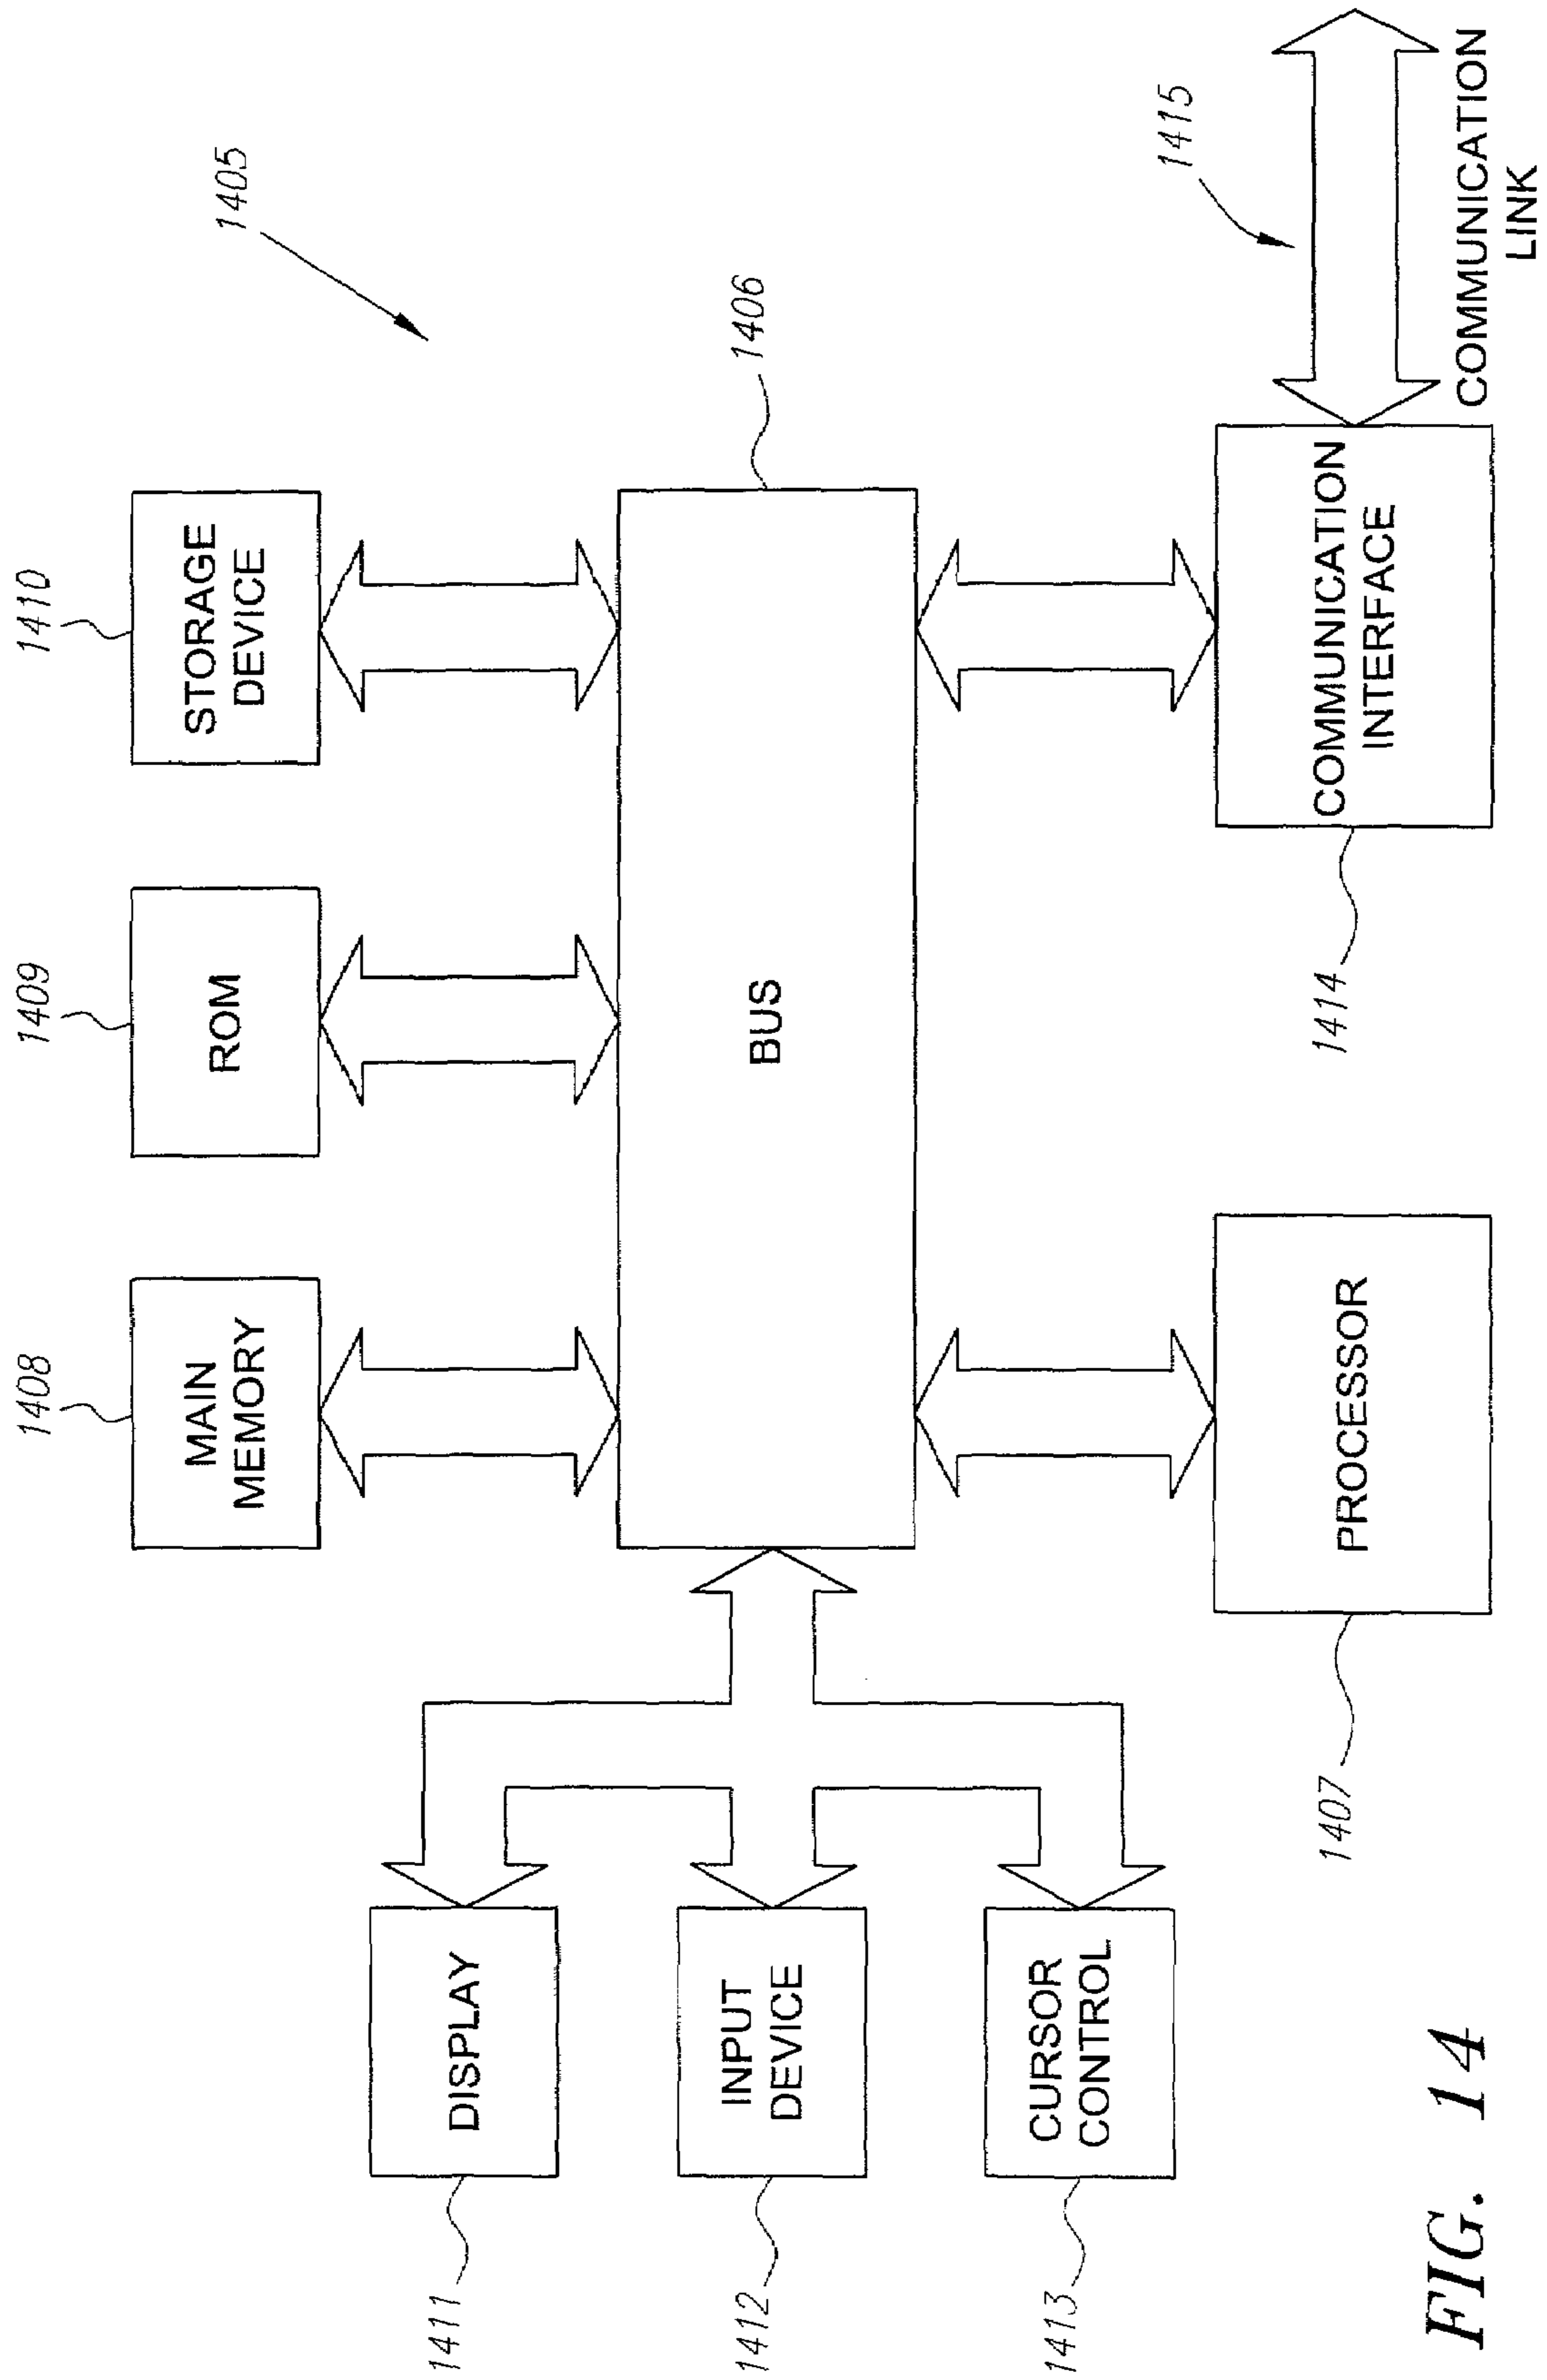 1405
1408
1409
1410
MAIN
MEMORY
ROM
STORAGE
DEVICE
1411
DISPLAY
1412
INPUT
DEVICE
1413
CURSOR
CONTROL
BUS
1406
1407
PROCESSOR
1414
COMMUNICATION
INTERFACE
1415
COMMUNICATION
LINK
FIG. 14